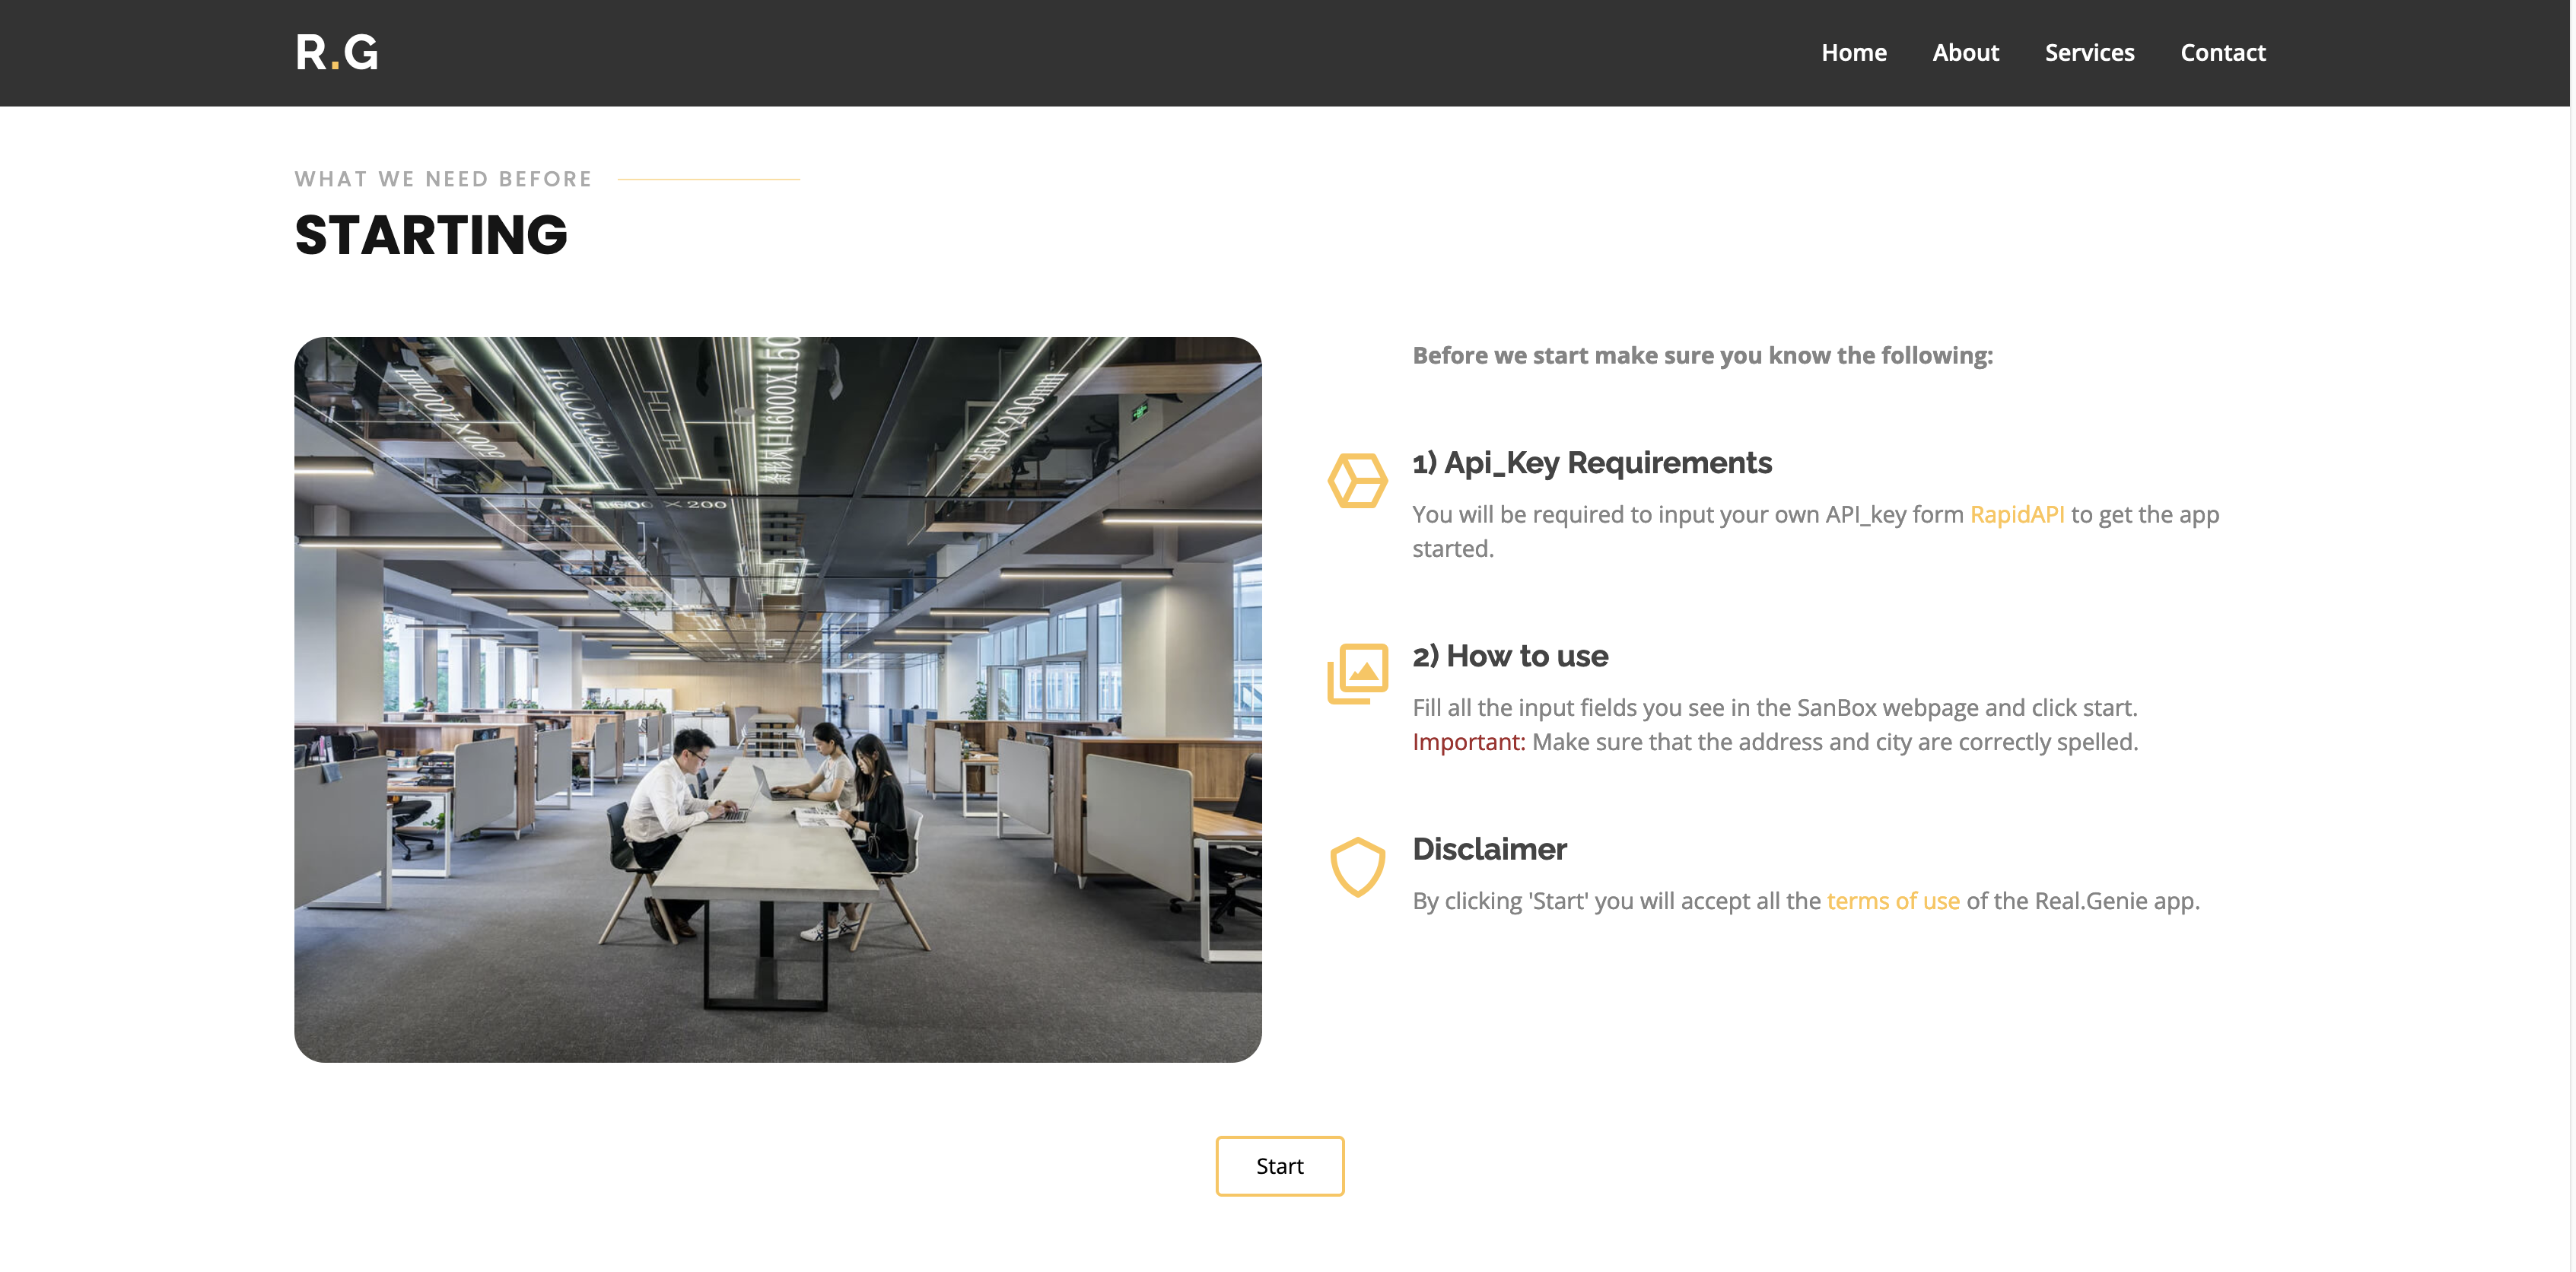 R.G
Home About Services Contact
WHAT WE NEED BEFORE
STARTING
Before we start make sure you know the following:
1) Api_Key Requirements
You will be required to input your own API_key form RapidAPI to get the app
started.
2) How to use
Fill all the input fields you see in the SanBox webpage and click start.
Important: Make sure that the address and city are correctly spelled.
Disclaimer
By clicking 'Start' you will accept all the terms of use of the Real.Genie app.
250X200mm
Start